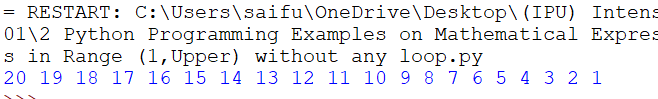 = RESTART: C:\Users\saifu\OneDrive\Desktop\(IPU) Intens
01\2 Python Programming Examples on Mathematical Expres
s in Range (1,Upper) without any loop.py
20 19 18 17 16 15 14 13 12 11 10 9 8 7 6 5 4 3 2 1
>>>